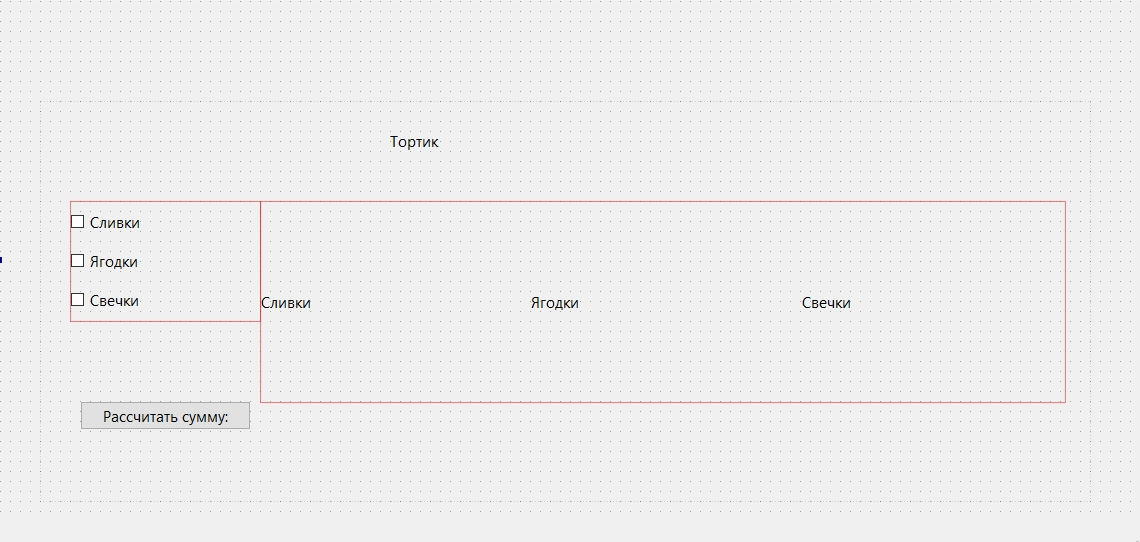 Тортик
Сливки
Ягодки
Свечки
Сливки Ягодки Свечки
Рассчитать сумму: